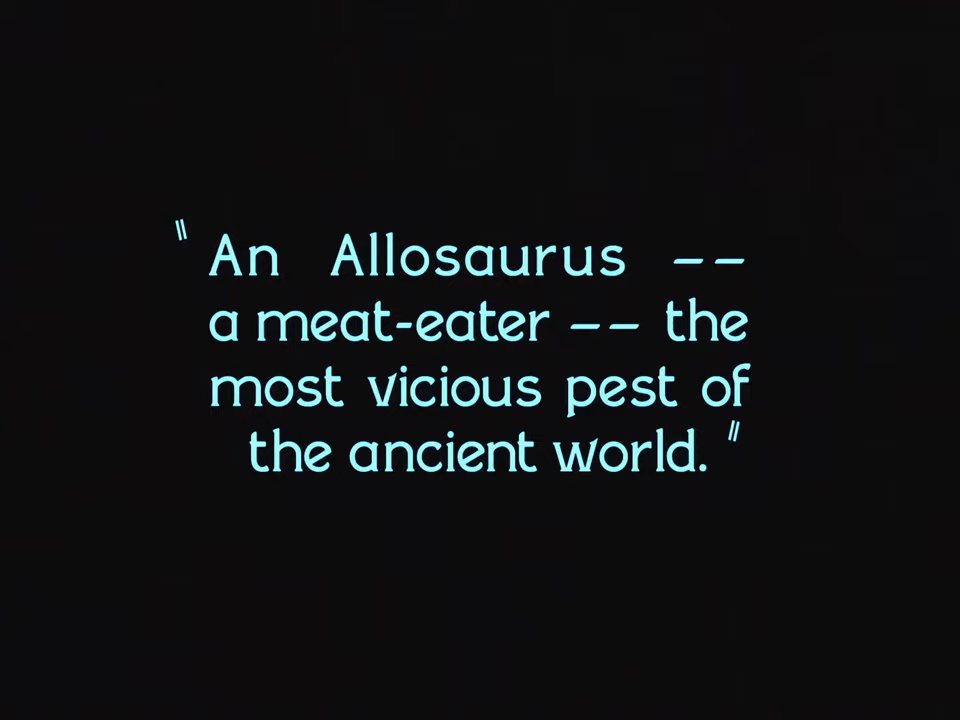 "An Allosaurus --
a meat-eater -- the
most vicious pest of
the ancient world."